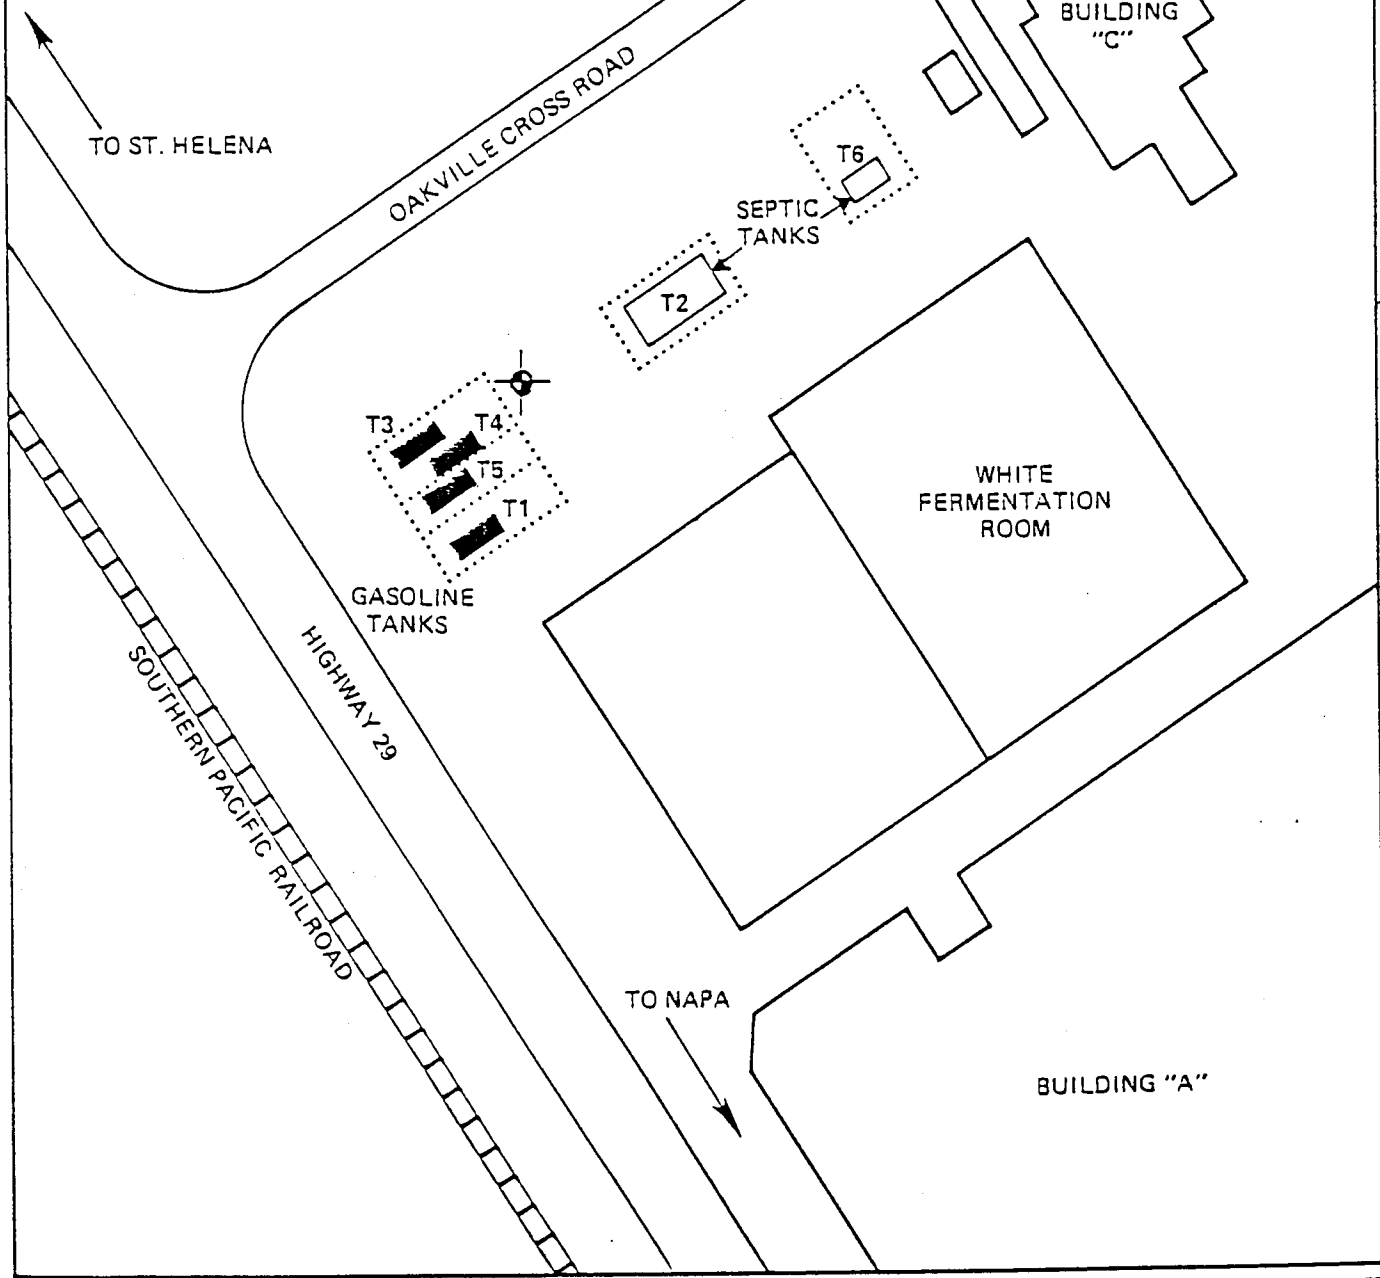 BUILDING
"C"
TO ST. HELENA
OAKVILLE CROSS ROAD
T6
SEPTIC
TANKS
T2
T3
T4
T5
T1
GASOLINE
TANKS
WHITE
FERMENTATION
ROOM
HIGHWAY 29
SOUTHERN PACIFIC RAILROAD
TO NAPA
BUILDING "A"